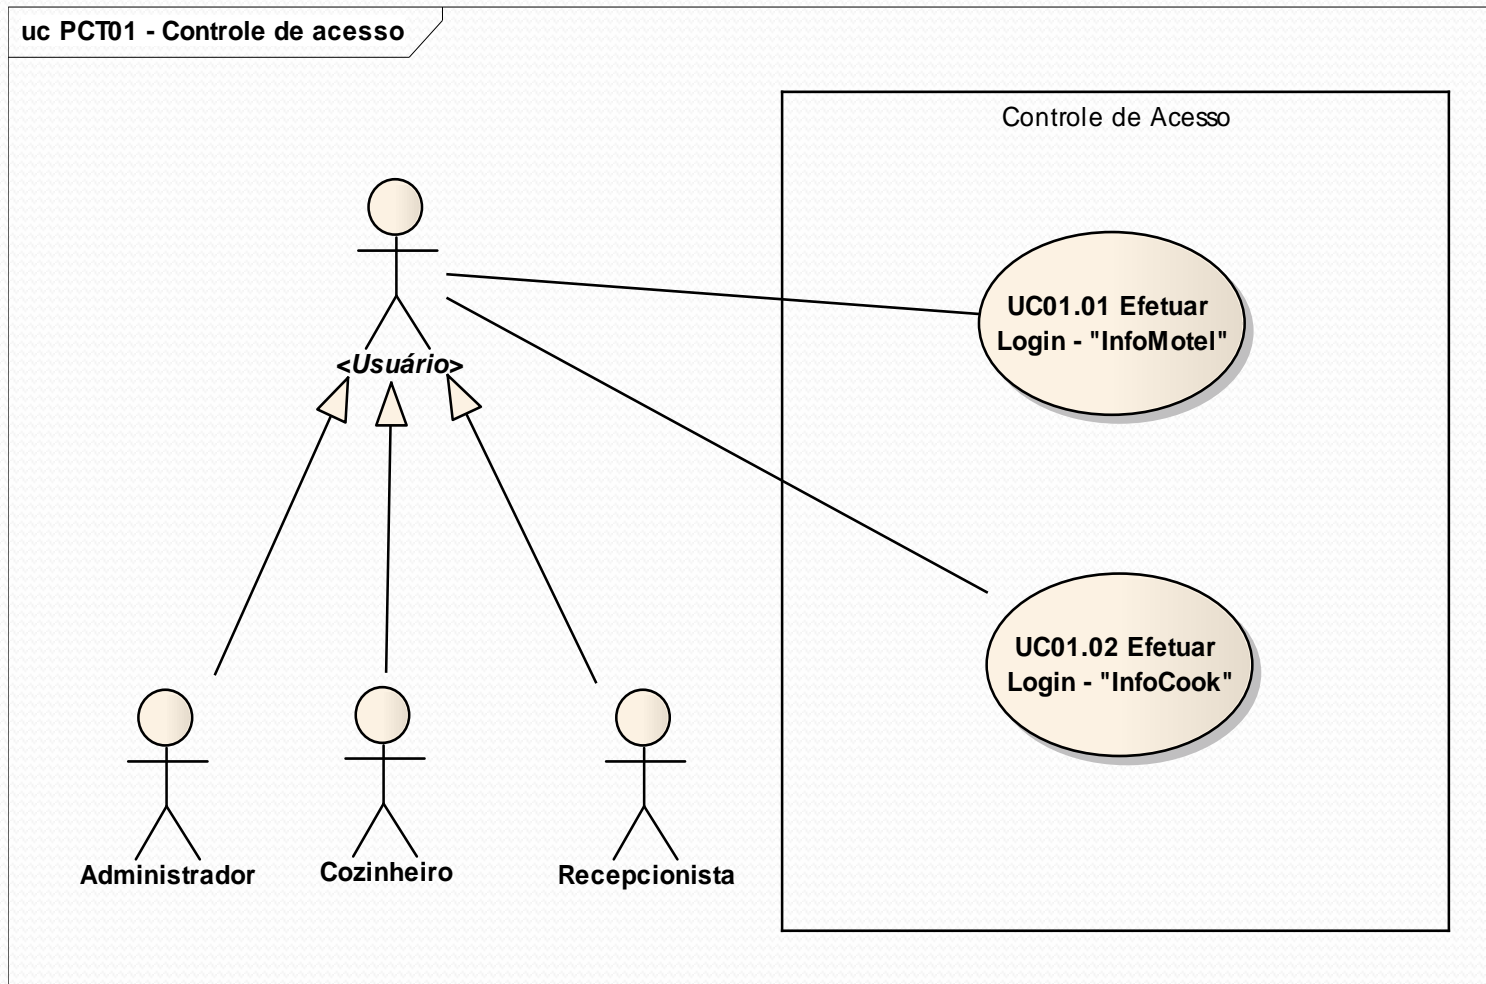 uc PCT01 - Controle de acesso
Controle de Acesso
UC01.01 Efetuar
Login - "InfoMotel"
<Usuário>
UC01.02 Efetuar
Login - "InfoCook"
Administrador
Cozinheiro
Recepcionista